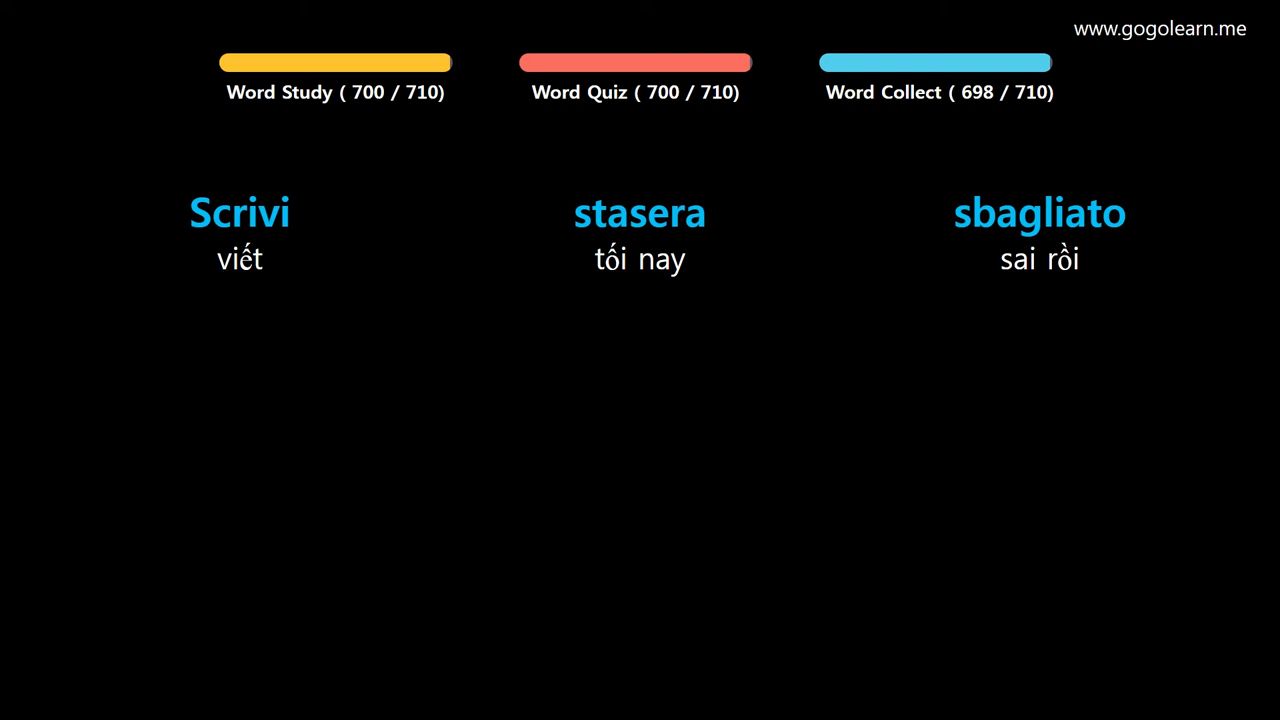 www.gogolearn.me
Word Study ( 700 / 710)
Word Quiz ( 700 / 710)
Word Collect ( 698 / 710)
Scrivi
viết
stasera
tối nay
sbagliato
sai rồi